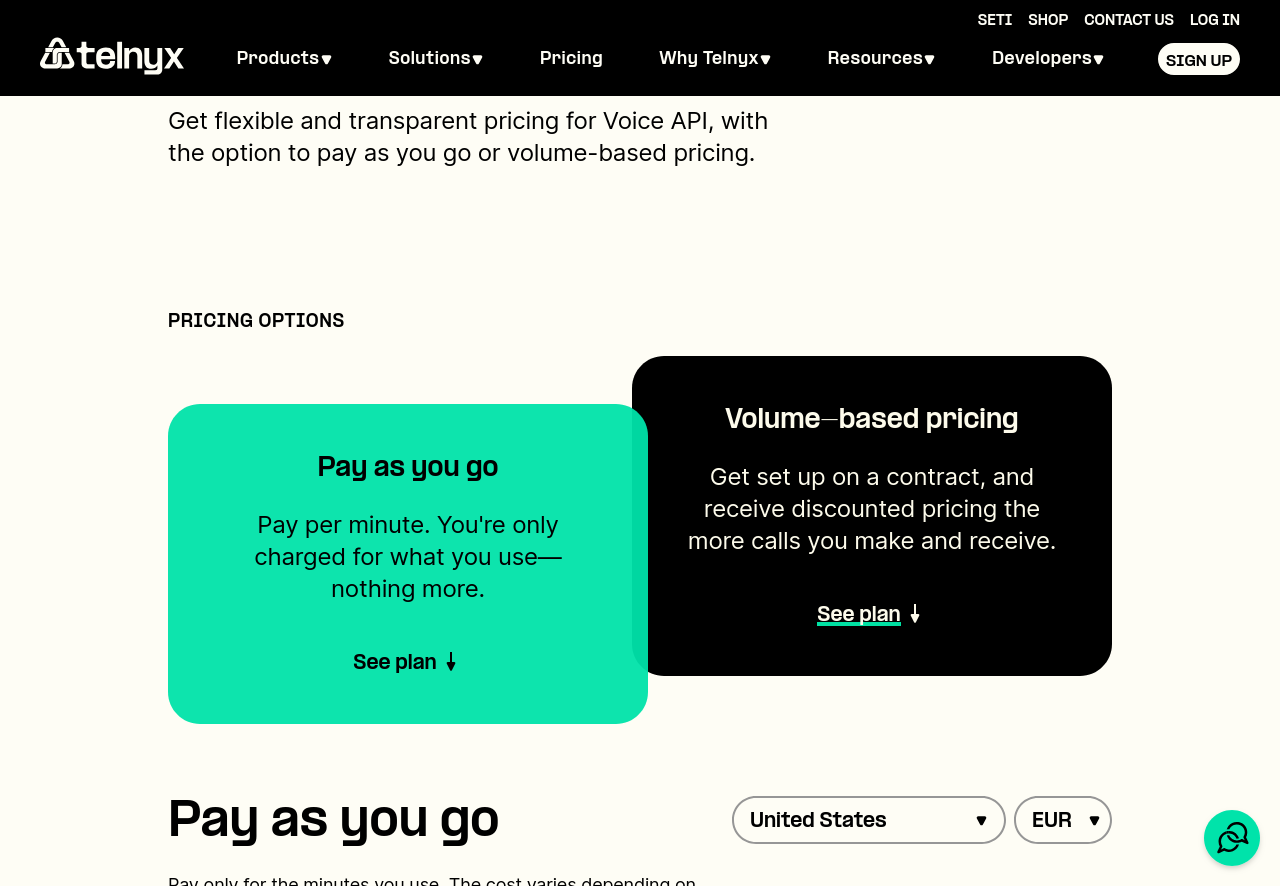 SETI SHOP CONTACT US LOG IN
telnyx Products Solutions Pricing Why Telnyx Resources Developers SIGN UP
Get flexible and transparent pricing for Voice API, with
the option to pay as you go or volume-based pricing.
PRICING OPTIONS
Pay as you go
Pay per minute. You're only
charged for what you use—
nothing more.
See plan
Volume-based pricing
Get set up on a contract, and
receive discounted pricing the
more calls you make and receive.
See plan
Pay as you go
United States EUR
Pay only for the minutes you use. The cost varies depending on